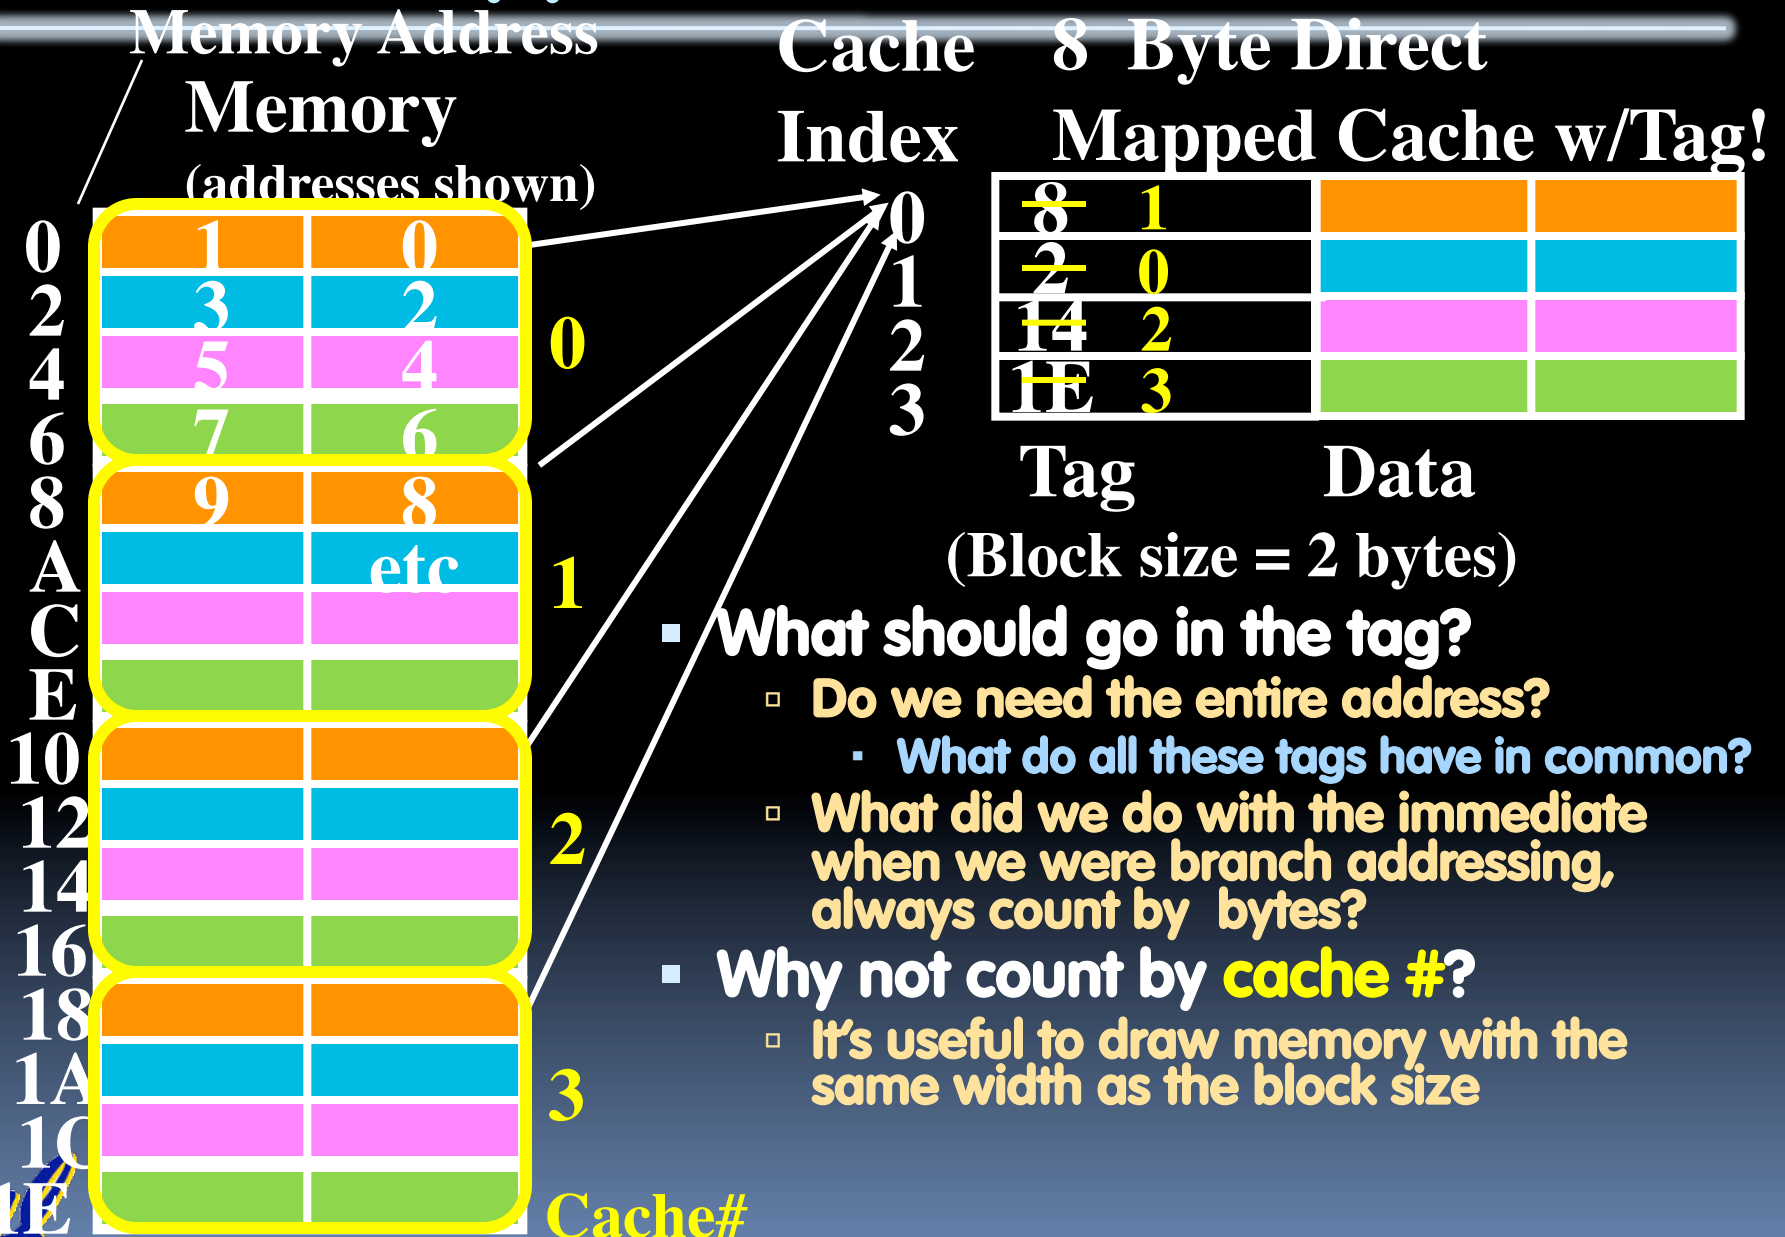 Memory Address
Memory
(addresses shown)
0 1 0
2 3 2
4 5 4
6 7 6
0
8 9 8
A etc
C
E
1
10
12
14
16
2
18
1A
1C
1E
3
Cache#
Cache
Index
8 Byte Direct
Mapped Cache w/Tag!
0 8 1
1 2 0
2 14 2
3 1E 3
Tag Data
(Block size = 2 bytes)
What should go in the tag?
Do we need the entire address?
What do all these tags have in common?
What did we do with the immediate
when we were branch addressing,
always count by bytes?
Why not count by cache #?
It's useful to draw memory with the
same width as the block size